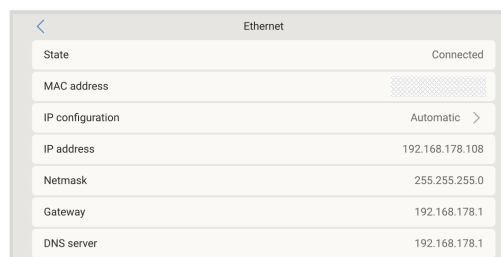 Ethernet
State Connected
MAC address
IP configuration Automatic
IP address 192.168.178.108
Netmask 255.255.255.0
Gateway 192.168.178.1
DNS server 192.168.178.1